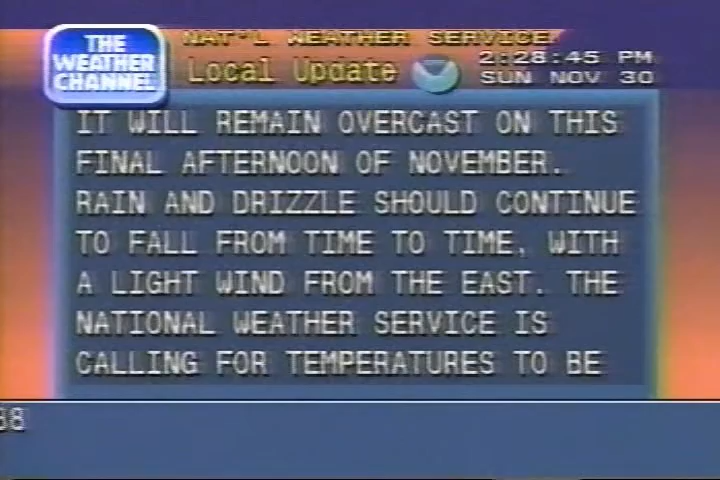 THE
WEATHER
CHANNEL
NAT'L WEATHER SERVICE
Local Update
2:28:45 PM
SUN NOV 30
IT WILL REMAIN OVERCAST ON THIS
FINAL AFTERNOON OF NOVEMBER.
RAIN AND DRIZZLE SHOULD CONTINUE
TO FALL FROM TIME TO TIME, WITH
A LIGHT WIND FROM THE EAST. THE
NATIONAL WEATHER SERVICE IS
CALLING FOR TEMPERATURES TO BE